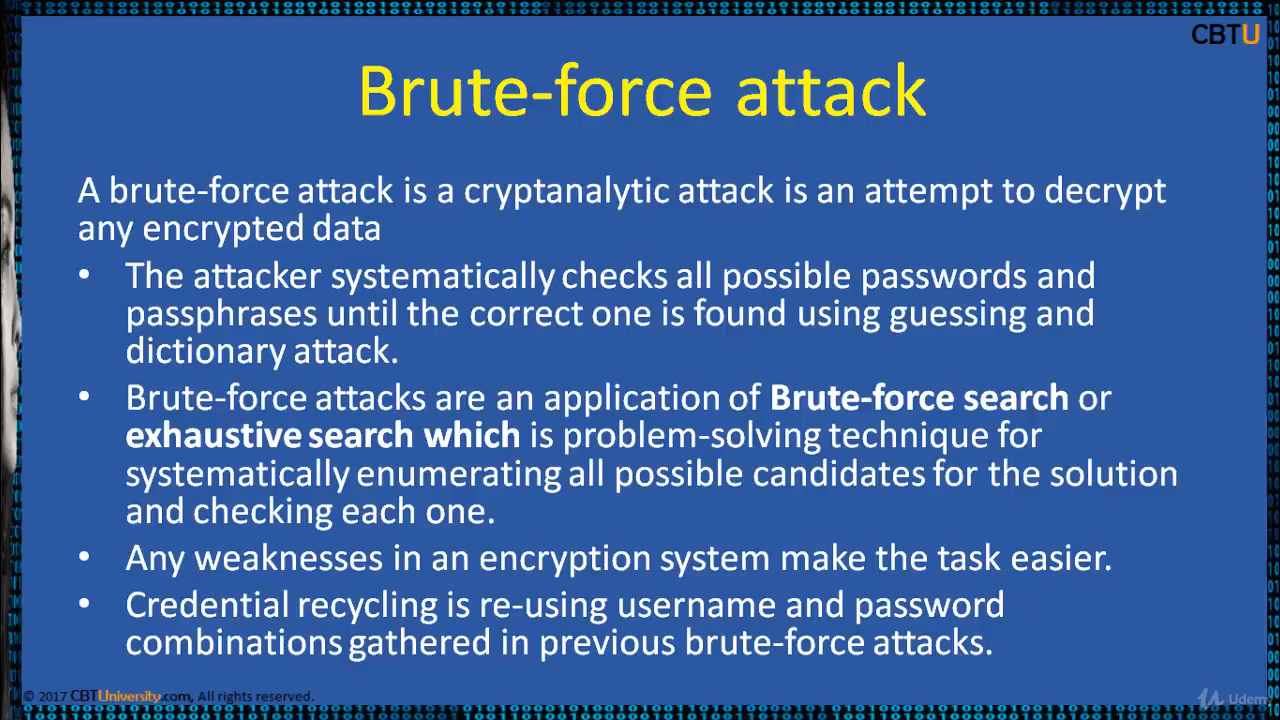 CBTU
Brute-force attack
A brute-force attack is a cryptanalytic attack is an attempt to decrypt
any encrypted data
• The attacker systematically checks all possible passwords and
passphrases until the correct one is found using guessing and
dictionary attack.
• Brute-force attacks are an application of Brute-force search or
exhaustive search which is problem-solving technique for
systematically enumerating all possible candidates for the solution
and checking each one.
• Any weaknesses in an encryption system make the task easier.
• Credential recycling is re-using username and password
combinations gathered in previous brute-force attacks.
© 2017 CBTUniversity.com, All rights reserved.
Udemy